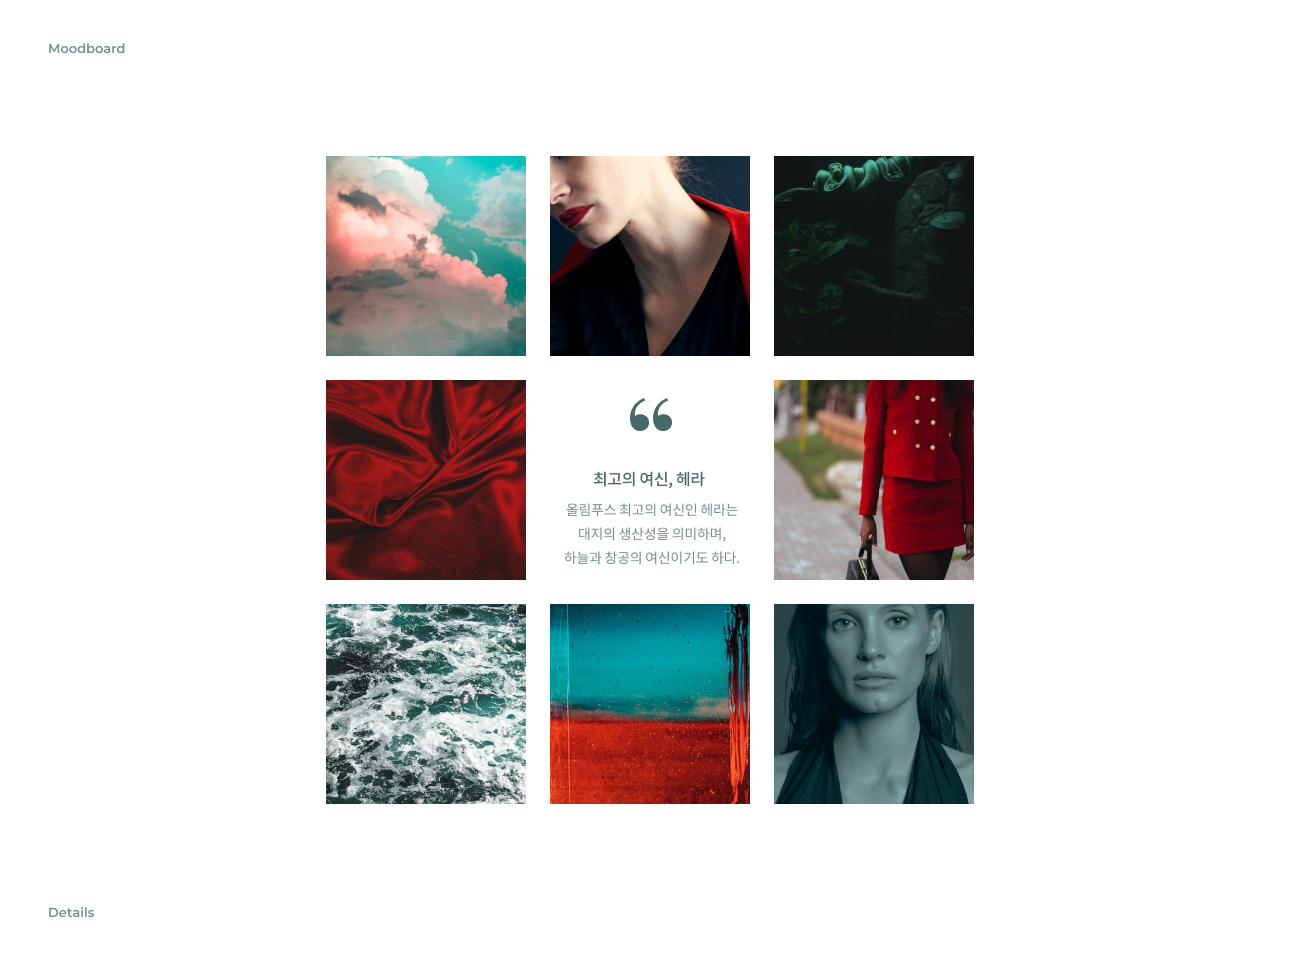 Moodboard
“
최고의 여신, 헤라
올림푸스 최고의 여신인 헤라는
대지의 생산성을 의미하며,
하늘과 창공의 여신이기도 하다.
Details